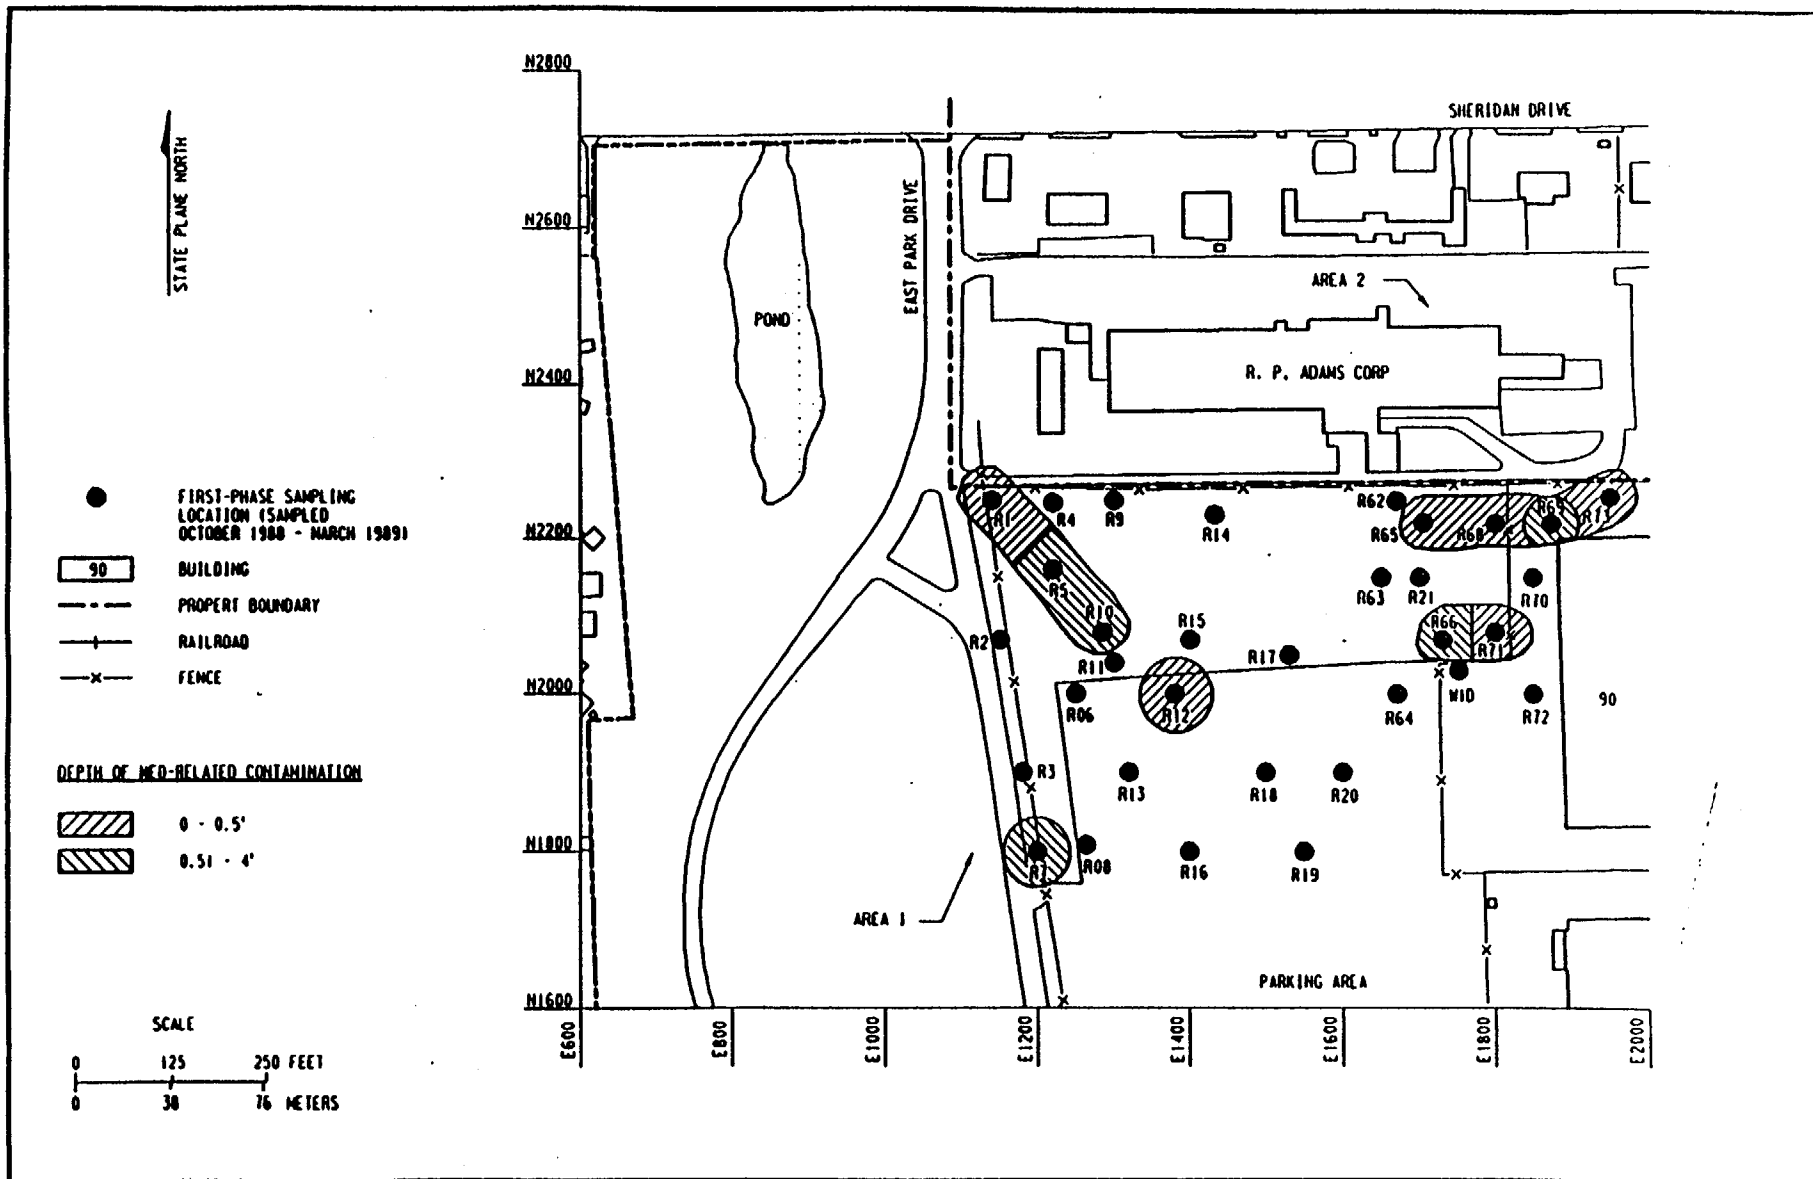 N2800
SHERIDAN DRIVE
STATE PLANE NORTH
N2600
EAST PARK DRIVE
AREA 2
POND
N2400
R. P. ADAMS CORP
FIRST-PHASE SAMPLING
LOCATION (SAMPLED
OCTOBER 1988 - MARCH 1989)
90 BUILDING
PROPERT BOUNDARY
RAILROAD
FENCE
R1
R4
R9
R14
R62
R65
R68
R69
R73
N2200
R5
R63
R21
R70
R10
R15
R66
R71
R2
R11
R17
WID
N2000
R06
R12
R64
R72
90
DEPTH OF MED-RELATED CONTAMINATION
0 - 0.5'
0.51 - 4'
R3
R13
R18
R20
N1800
R7
R08
R16
R19
AREA 1
PARKING AREA
N1600
E600
E800
E1000
E1200
E1400
E1600
E1800
E2000
SCALE
0 125 250 FEET
0 38 76 METERS